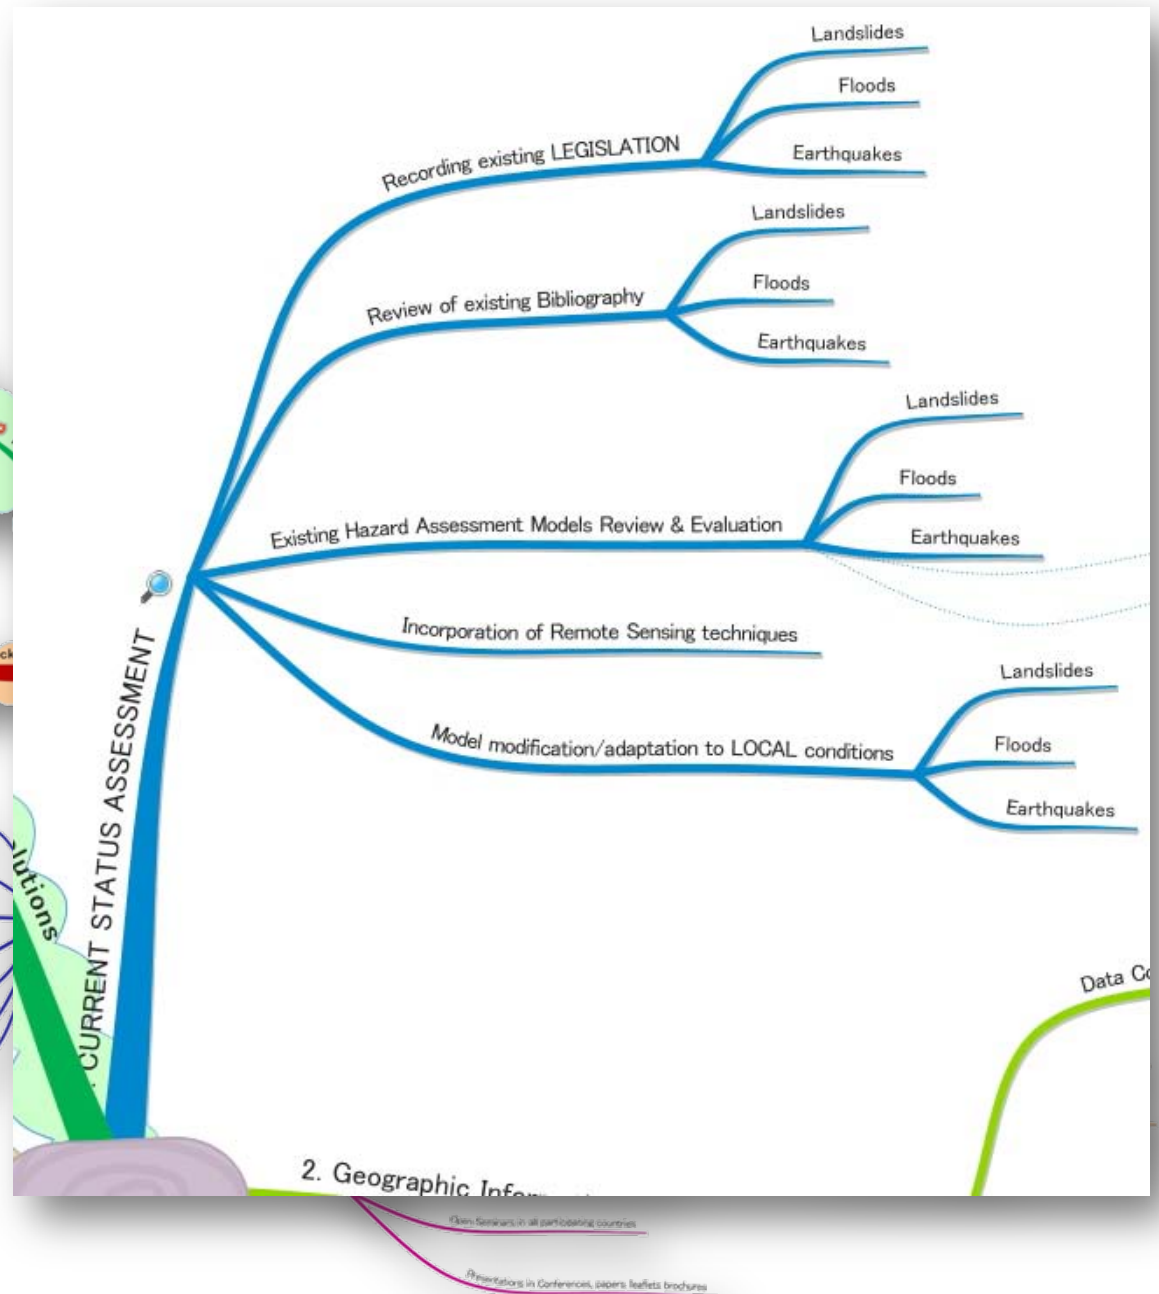 Landslides
Floods
Earthquakes
Recording existing LEGISLATION
Landslides
Floods
Earthquakes
Review of existing Bibliography
Landslides
Floods
Earthquakes
Existing Hazard Assessment Models Review & Evaluation
Incorporation of Remote Sensing techniques
Landslides
Floods
Earthquakes
Model modification/adaptation to LOCAL conditions
. CURRENT STATUS ASSESSMENT
lutions
ck
Data
2. Geographic
Open Seminars in all participating countries
Presentations in Conferences, papers, leaflets brochures